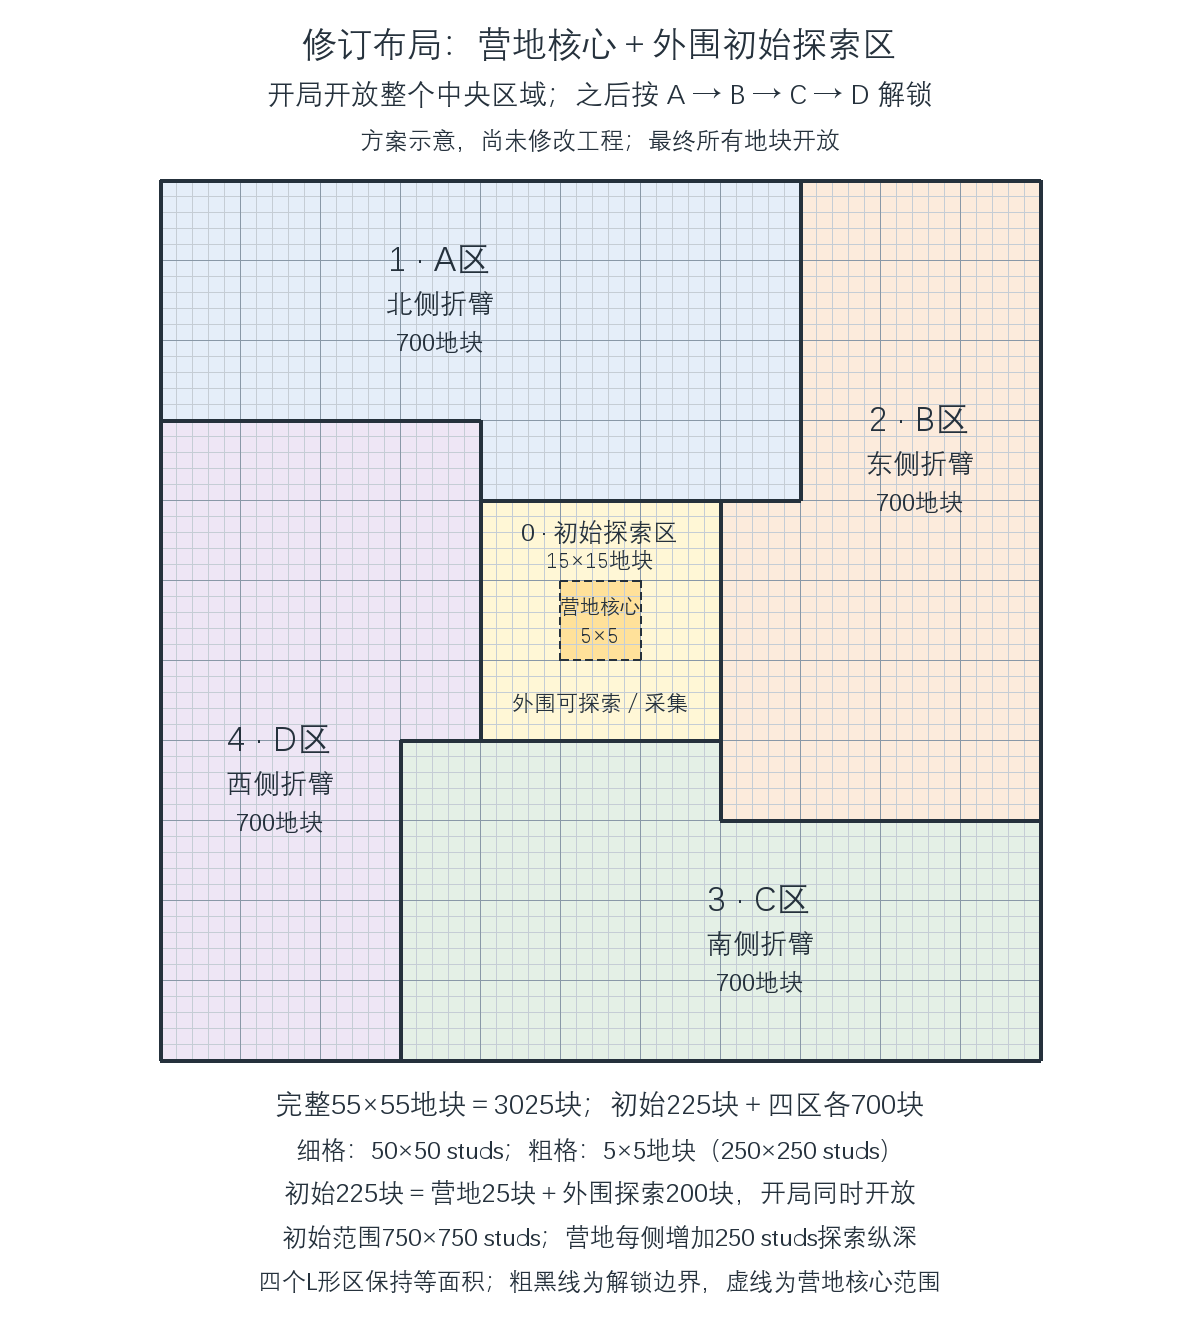 修订布局：营地核心 + 外围初始探索区
开局开放整个中央区域；之后按 A → B → C → D 解锁
方案示意，尚未修改工程；最终所有地块开放
1 · A区
北侧折臂
700地块
2 · B区
东侧折臂
700地块
0 · 初始探索区
15×15地块
营地核心
5×5
外围可探索 / 采集
4 · D区
西侧折臂
700地块
3 · C区
南侧折臂
700地块
完整55×55地块 = 3025块；初始225块 + 四区各700块
细格：50×50 studs；粗格：5×5地块（250×250 studs）
初始225块 = 营地25块 + 外围探索200块，开局同时开放
初始范围750×750 studs；营地每侧增加250 studs探索纵深
四个L形区保持等面积；粗黑线为解锁边界，虚线为营地核心范围